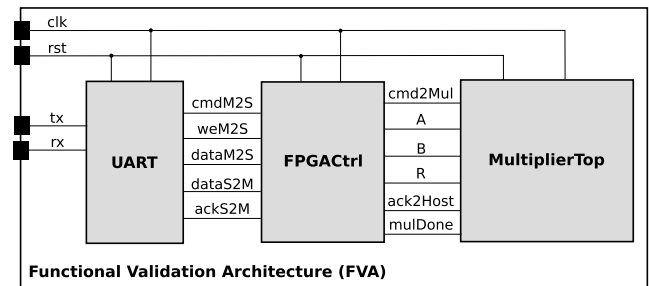 clk
rst
tx
rx
UART
cmdM2S
weM2S
dataM2S
dataS2M
ackS2M
FPGACtrl
cmd2Mul
A
B
R
ack2Host
mulDone
MultiplierTop
Functional Validation Architecture (FVA)